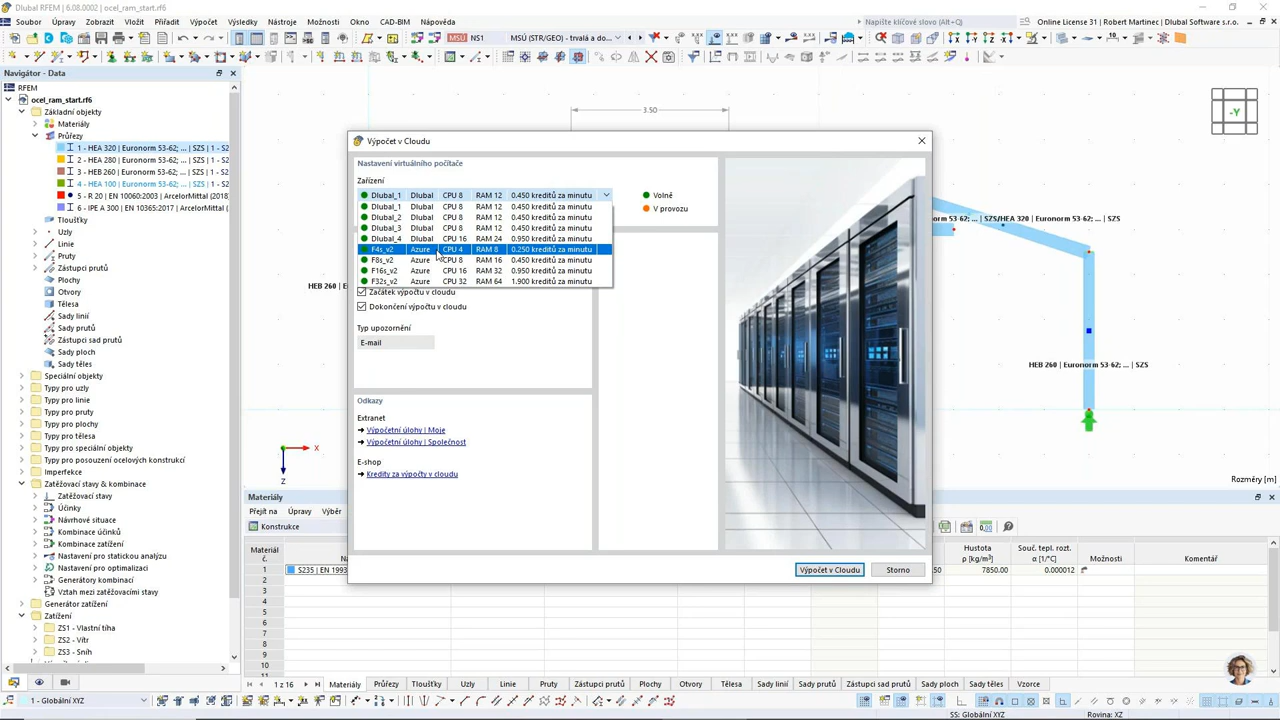 Dlubal RFEM | 6.08.0002 | ocel_ram_start.rf6
Soubor Úpravy Zobrazit Vložit Přiřadit Výpočet Výsledky Nástroje Možnosti Okno CAD-BIM Nápověda
Napište klíčové slovo (Alt+Q)
Online License 31 | Robert Martinec | Dlubal Software s.r.o.
MSÚ NS1 MSÚ (STR/GEO) - trvalá a do...
Navigátor - Data
RFEM
ocel_ram_start.rf6
Základní objekty
Materiály
Průřezy
1 - HEA 320 | Euronorm 53-62; ... | SZS | 1 - S2
2 - HEA 280 | Euronorm 53-62; ... | SZS | 1 - S2
3 - HEB 260 | Euronorm 53-62; ... | SZS | 1 - S2
4 - HEA 100 | Euronorm 53-62; ... | SZS | 1 - S2
5 - R 20 | EN 10060:2003 | ArcelorMittal (2018)
6 - IPE A 300 | EN 10365:2017 | ArcelorMittal
Tloušťky
Uzly
Linie
Pruty
Zástupci prutů
Plochy
Otvory
Tělesa
Sady linií
Sady prutů
Zástupci sad prutů
Sady ploch
Sady těles
Speciální objekty
Typy pro uzly
Typy pro linie
Typy pro pruty
Typy pro plochy
Typy pro tělesa
Typy pro speciální objekty
Typy pro posouzení ocelových konstrukcí
Imperfekce
Zatěžovací stavy & kombinace
Zatěžovací stavy
Účinky
Návrhové situace
Kombinace účinků
Kombinace zatížení
Nastavení pro statickou analýzu
Nastavení pro optimalizaci
Generátory kombinací
Vztah mezi zatěžovacími stavy
Generátor zatížení
Zatížení
ZS1 - Vlastní tíha
ZS2 - Vítr
ZS3 - Sníh
1 - Globální XYZ
3.50
-Y
53-62; ... | SZS/HEA 320 | Euronorm 53-62; ... | SZS
HEB 260 | Euronorm 53-62; ... | SZS
HEB 260 | E
X
Z
Rozměry [m]
Výpočet v Cloudu
Nastavení virtuálního počítače
Zařízení
Dlubal_1 Dlubal CPU 8 RAM 12 0.450 kreditů za minutu
Dlubal_1 Dlubal CPU 8 RAM 12 0.450 kreditů za minutu
Dlubal_2 Dlubal CPU 8 RAM 12 0.450 kreditů za minutu
Dlubal_3 Dlubal CPU 8 RAM 12 0.450 kreditů za minutu
Dlubal_4 Dlubal CPU 16 RAM 24 0.950 kreditů za minutu
F4s_v2 Azure CPU 4 RAM 8 0.250 kreditů za minutu
F8s_v2 Azure CPU 8 RAM 16 0.450 kreditů za minutu
F16s_v2 Azure CPU 16 RAM 32 0.950 kreditů za minutu
F32s_v2 Azure CPU 32 RAM 64 1.900 kreditů za minutu
Volné
V provozu
Začátek výpočtu v cloudu
Dokončení výpočtu v cloudu
Typ upozornění
E-mail
Odkazy
Extranet
Výpočetní úlohy | Moje
Výpočetní úlohy | Společnost
E-shop
Kredity za výpočty v cloudu
Výpočet v Cloudu Storno
Materiály
Přejít na Úpravy Výběr
Konstrukce
Materiál
č.
Hustota
ρ [kg/m³]
Souč. tepl. rozt.
α [1/°C]
Možnosti
Komentář
1 S235 | EN 1993 7850.00 0.000012
2
3
4
5
6
7
8
9
10
11
1 z 16 Materiály Průřezy Tloušťky Uzly Linie Pruty Zástupci prutů Plochy Otvory Tělesa Sady linií Sady prutů Zástupci sad prutů Sady ploch Sady těles Vzorce
SS: Globální XYZ Rovina: XZ